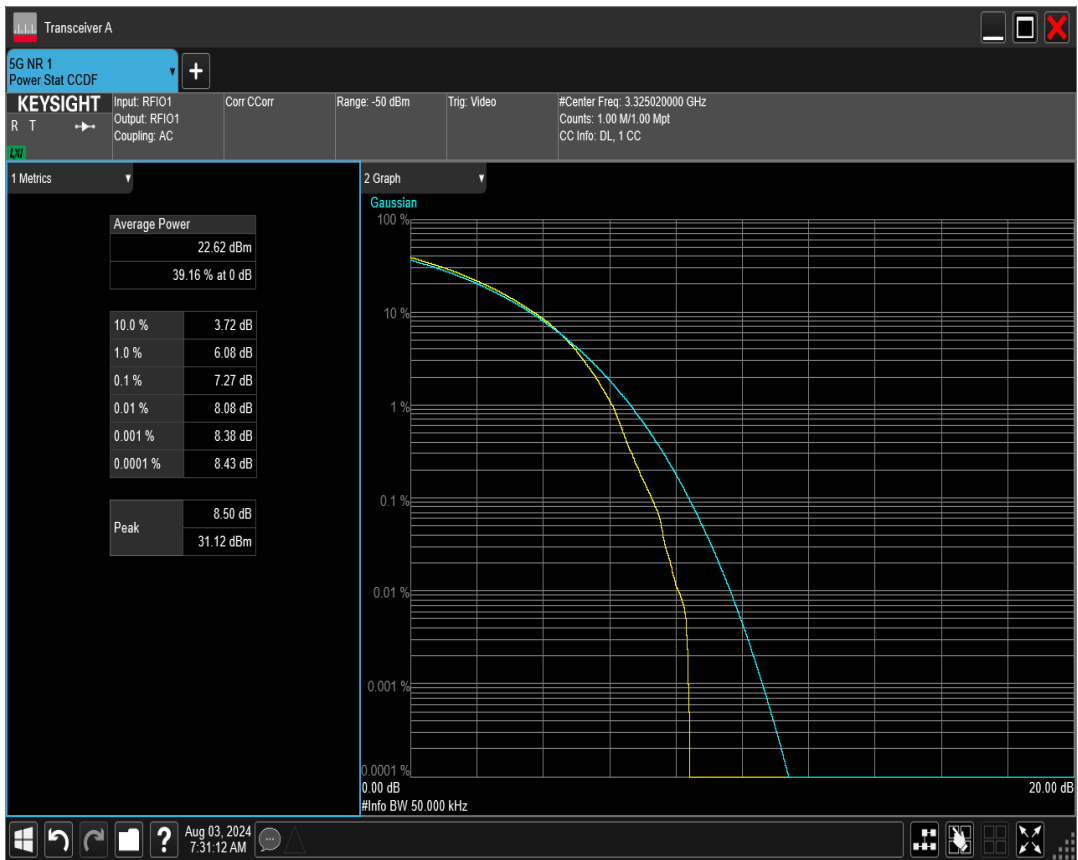 Transceiver A
5G NR 1
Power Stat CCDF
+
KEYSIGHT
R T
LXI
Input: RFIO1
Output: RFIO1
Coupling: AC
Corr CCorr
Range: -50 dBm
Trig: Video
#Center Freq: 3.325020000 GHz
Counts: 1.00 M/1.00 Mpt
CC Info: DL, 1 CC
1 Metrics
Average Power
22.62 dBm
39.16 % at 0 dB
10.0 % 3.72 dB
1.0 % 6.08 dB
0.1 % 7.27 dB
0.01 % 8.08 dB
0.001 % 8.38 dB
0.0001 % 8.43 dB
Peak
8.50 dB
31.12 dBm
2 Graph
Gaussian
100 %
10 %
1 %
0.1 %
0.01 %
0.001 %
0.0001 %
0.00 dB
20.00 dB
#Info BW 50.000 kHz
?
Aug 03, 2024
7:31:12 AM